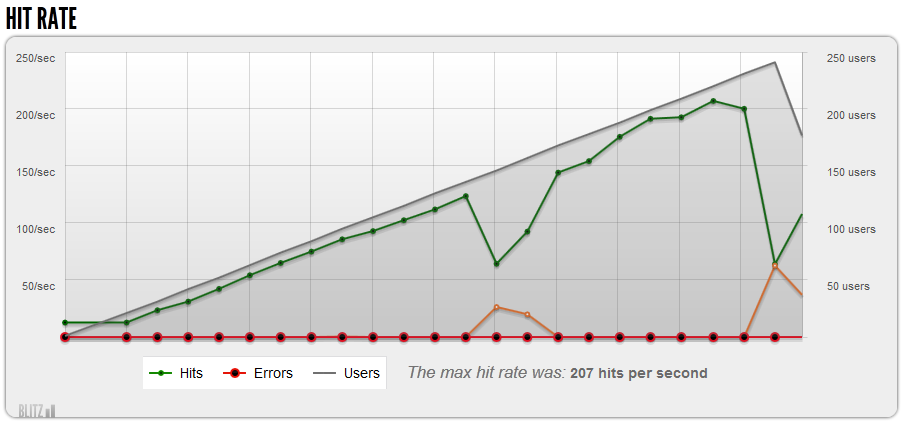 HIT RATE
250/sec 250 users
200/sec 200 users
150/sec 150 users
100/sec 100 users
50/sec 50 users
Hits Errors Users The max hit rate was: 207 hits per second
BLITZ